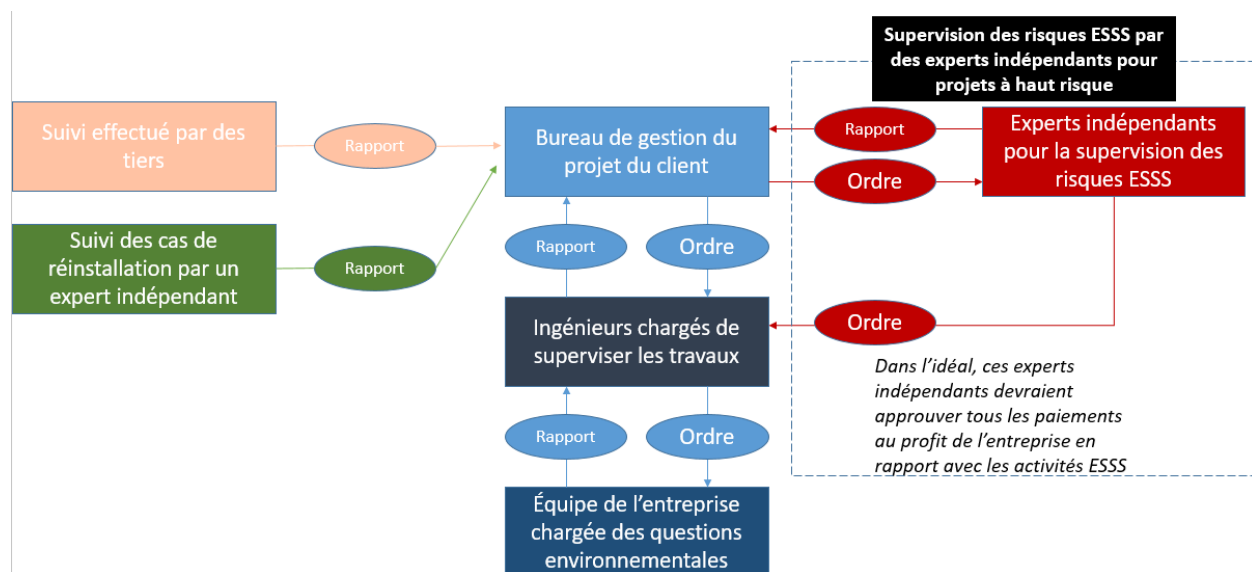 Supervision des risques ESSS par
des experts indépendants pour
projets à haut risque
Suivi effectué par des
tiers
Rapport
Bureau de gestion du
projet du client
Rapport
Ordre
Experts indépendants
pour la supervision des
risques ESSS
Suivi des cas de
réinstallation par un
expert indépendant
Rapport
Rapport
Ordre
Ingénieurs chargés de
superviser les travaux
Ordre
Dans l’idéal, ces experts
indépendants devraient
approuver tous les paiements
au profit de l’entreprise en
rapport avec les activités ESSS
Rapport
Ordre
Équipe de l’entreprise
chargée des questions
environnementales